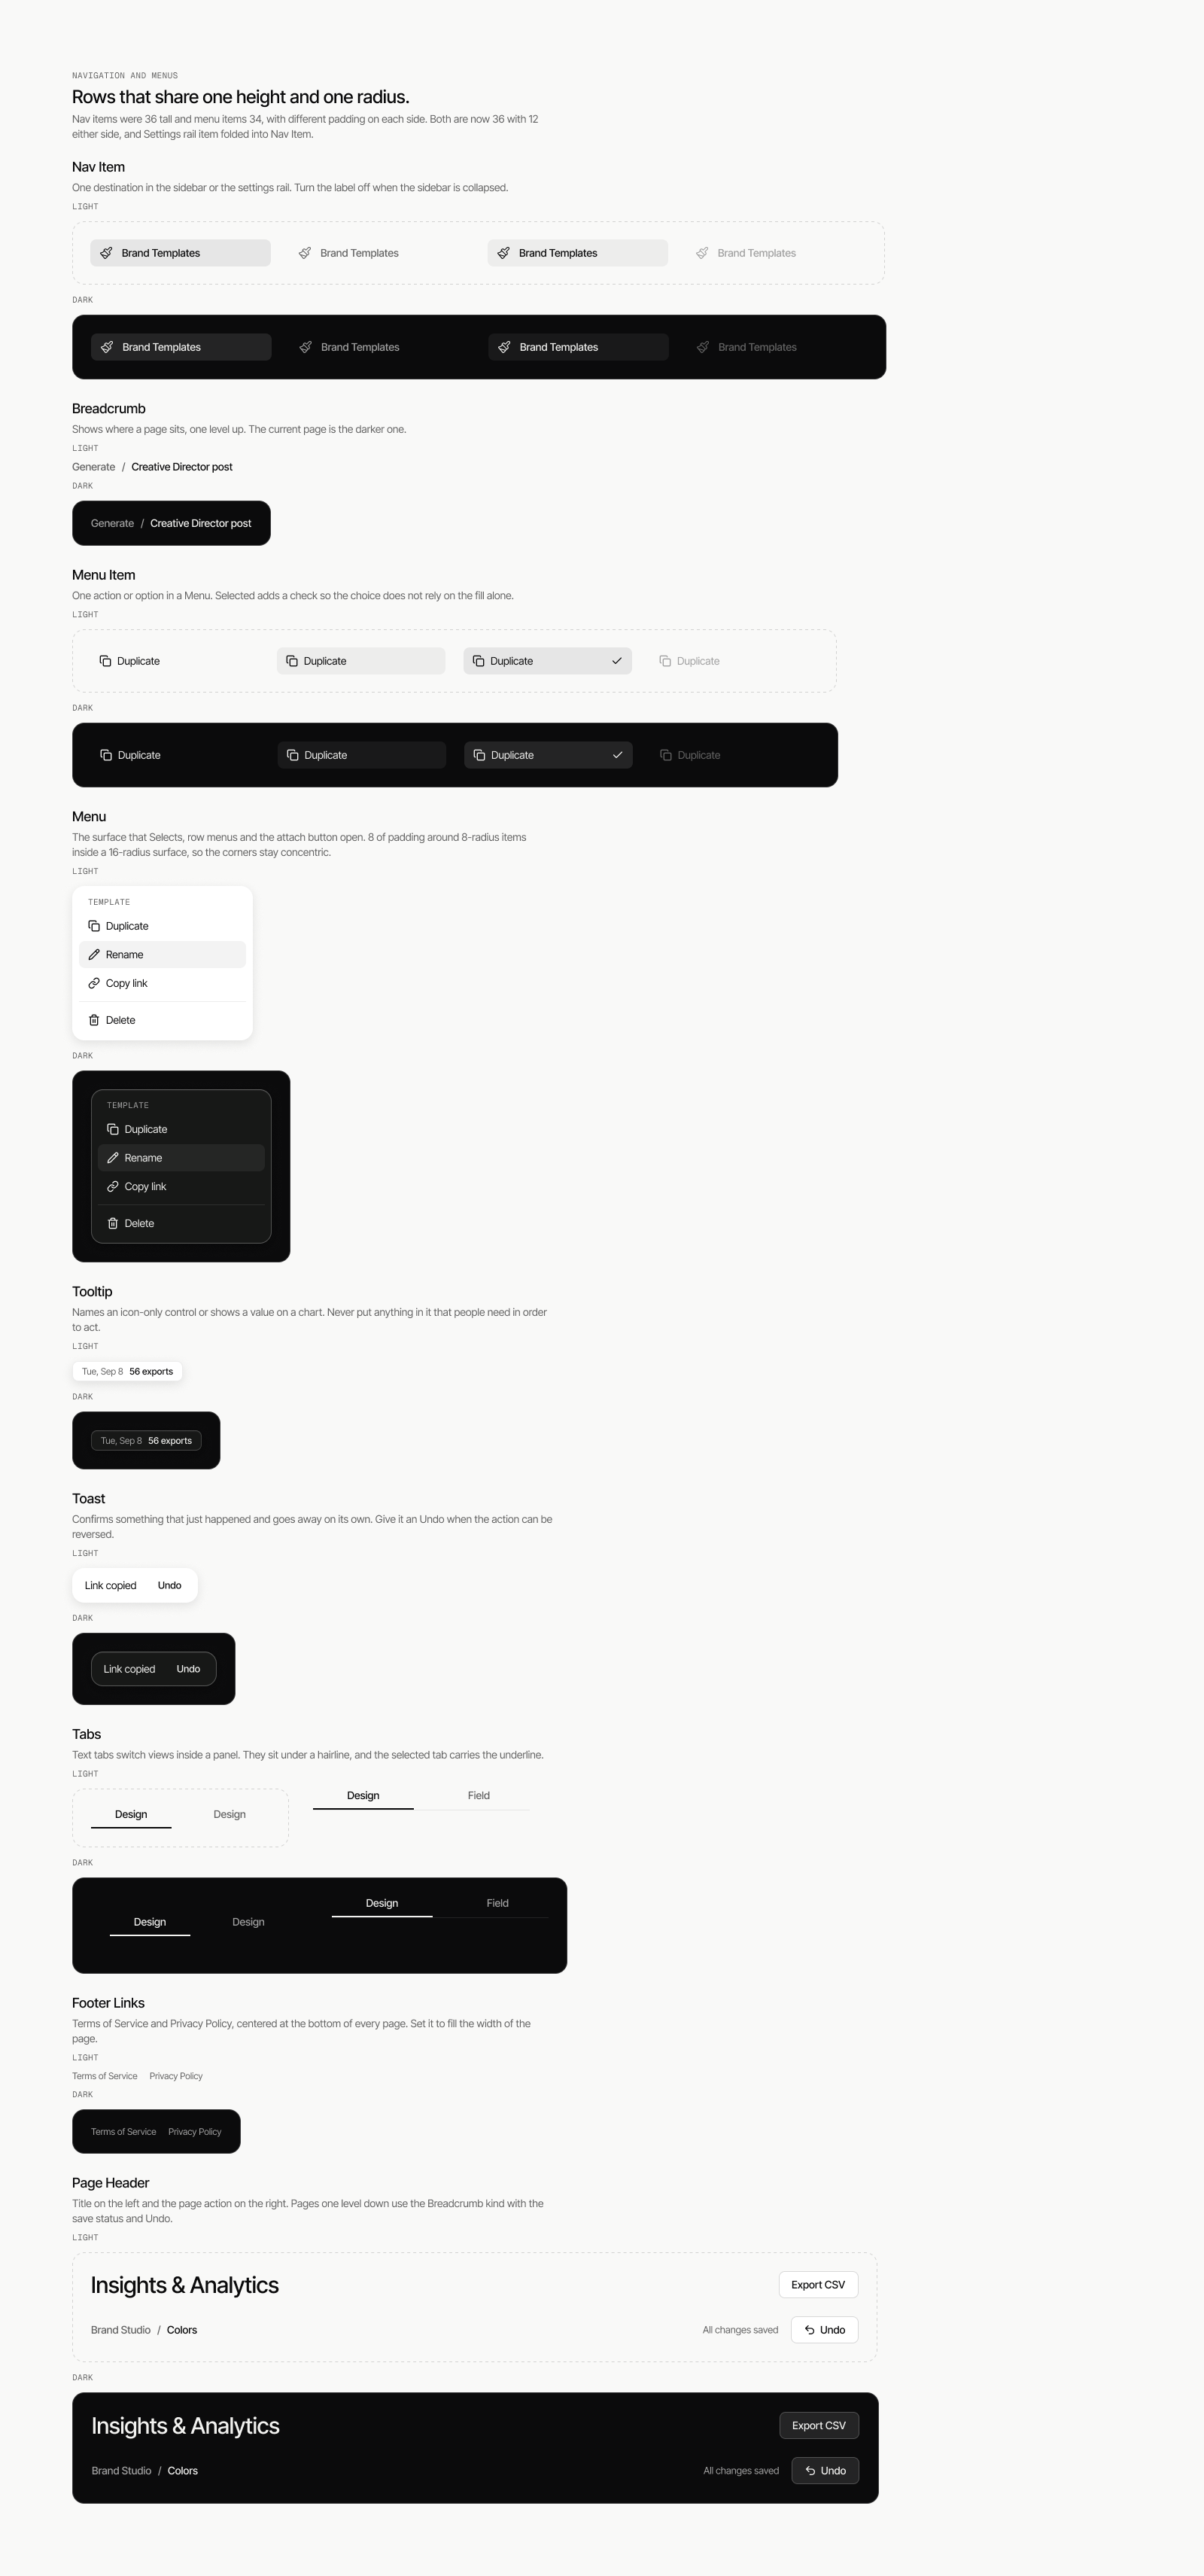 NAVIGATION AND MENUS
Rows that share one height and one radius.
Nav items were 36 tall and menu items 34, with different padding on each side. Both are now 36 with 12
either side, and Settings rail item folded into Nav Item.
Nav Item
One destination in the sidebar or the settings rail. Turn the label off when the sidebar is collapsed.
LIGHT
Brand Templates Brand Templates Brand Templates Brand Templates
DARK
Brand Templates Brand Templates Brand Templates Brand Templates
Breadcrumb
Shows where a page sits, one level up. The current page is the darker one.
LIGHT
Generate / Creative Director post
DARK
Generate / Creative Director post
Menu Item
One action or option in a Menu. Selected adds a check so the choice does not rely on the fill alone.
LIGHT
Duplicate Duplicate Duplicate Duplicate
DARK
Duplicate Duplicate Duplicate Duplicate
Menu
The surface that Selects, row menus and the attach button open. 8 of padding around 8-radius items
inside a 16-radius surface, so the corners stay concentric.
LIGHT
TEMPLATE
Duplicate
Rename
Copy link
Delete
DARK
TEMPLATE
Duplicate
Rename
Copy link
Delete
Tooltip
Names an icon-only control or shows a value on a chart. Never put anything in it that people need in order
to act.
LIGHT
Tue, Sep 8 56 exports
DARK
Tue, Sep 8 56 exports
Toast
Confirms something that just happened and goes away on its own. Give it an Undo when the action can be
reversed.
LIGHT
Link copied Undo
DARK
Link copied Undo
Tabs
Text tabs switch views inside a panel. They sit under a hairline, and the selected tab carries the underline.
LIGHT
Design Field
Design Design
DARK
Design Field
Design Design
Footer Links
Terms of Service and Privacy Policy, centered at the bottom of every page. Set it to fill the width of the
page.
LIGHT
Terms of Service Privacy Policy
DARK
Terms of Service Privacy Policy
Page Header
Title on the left and the page action on the right. Pages one level down use the Breadcrumb kind with the
save status and Undo.
LIGHT
Insights & Analytics Export CSV
Brand Studio / Colors All changes saved Undo
DARK
Insights & Analytics Export CSV
Brand Studio / Colors All changes saved Undo